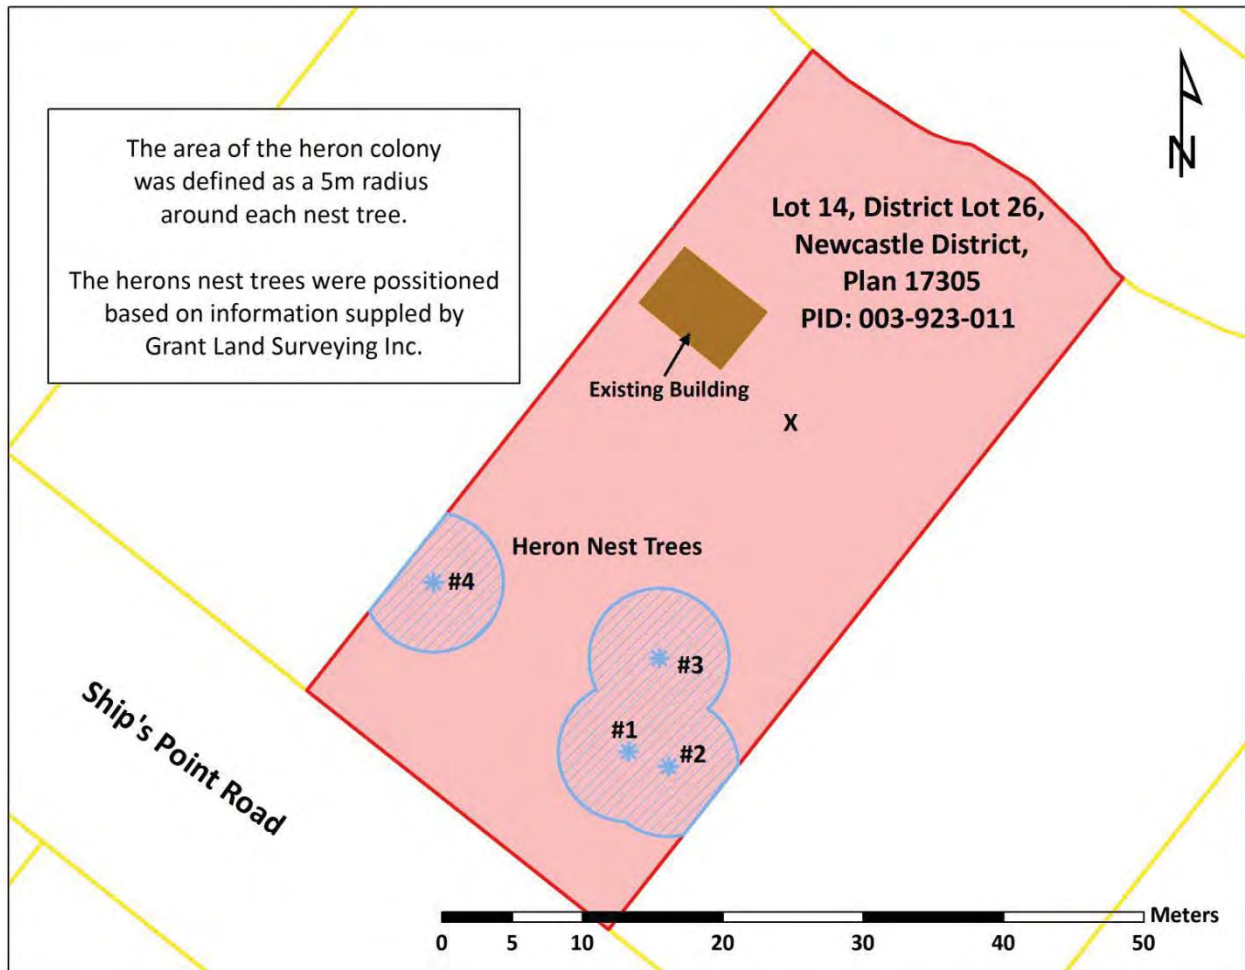 The area of the heron colony
was defined as a 5m radius
around each nest tree.
The herons nest trees were possitioned
based on information suppled by
Grant Land Surveying Inc.
N
Lot 14, District Lot 26,
Newcastle District,
Plan 17305
PID: 003-923-011
Existing Building
X
Heron Nest Trees
#4
#3
#1
#2
Ship's Point Road
Meters
0 5 10 20 30 40 50